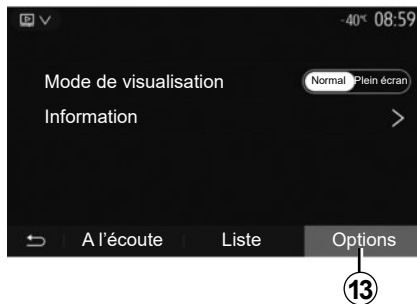 -40°C 08:59
Mode de visualisation Normal Plein écran
Information
A l'écoute Liste Options
13